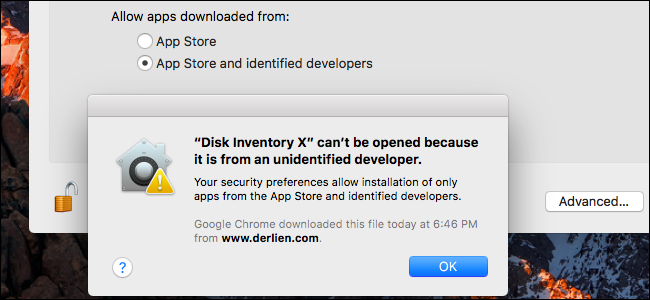 Allow apps downloaded from:
App Store
App Store and identified developers
“Disk Inventory X” can’t be opened because
it is from an unidentified developer.
Your security preferences allow installation of only
apps from the App Store and identified developers.
Google Chrome downloaded this file today at 6:46 PM
from www.derlien.com.
Advanced...
?
OK